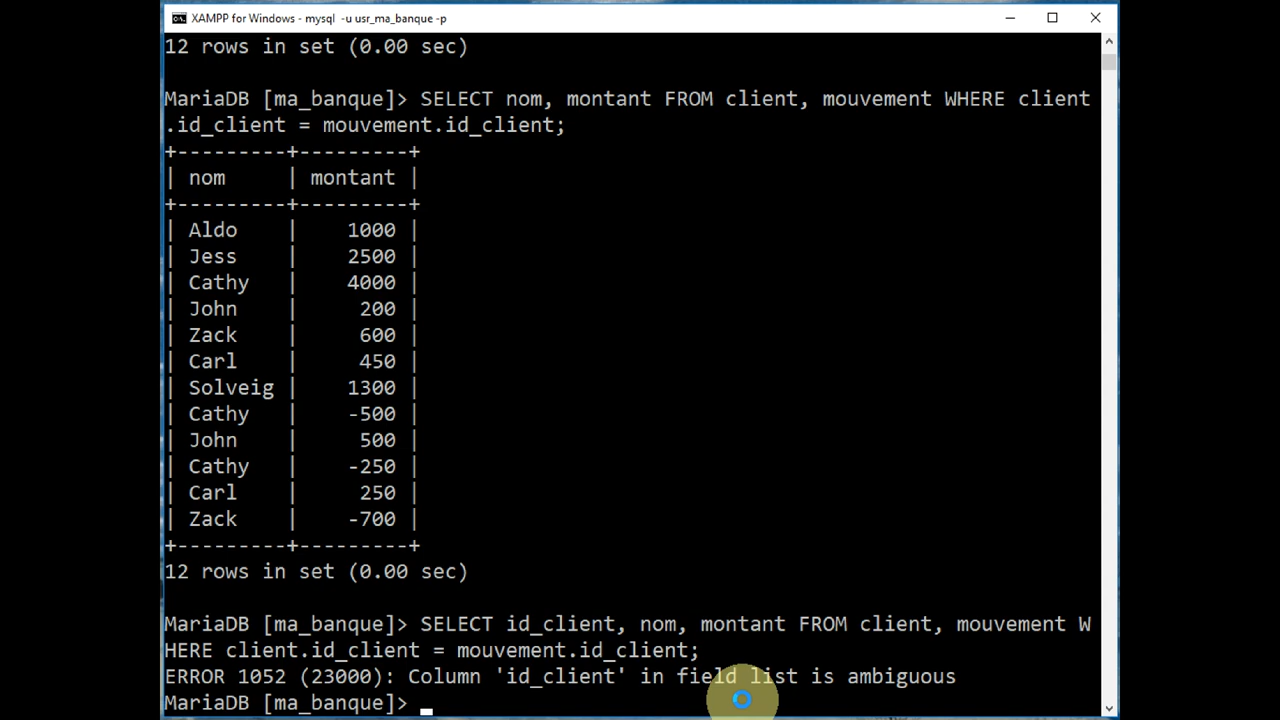 XAMPP for Windows - mysql -u usr_ma_banque -p
12 rows in set (0.00 sec)
MariaDB [ma_banque]> SELECT nom, montant FROM client, mouvement WHERE client
.id_client = mouvement.id_client;
+---------+---------+
| nom     | montant |
+---------+---------+
| Aldo    |    1000 |
| Jess    |    2500 |
| Cathy   |    4000 |
| John    |     200 |
| Zack    |     600 |
| Carl    |     450 |
| Solveig |    1300 |
| Cathy   |    -500 |
| John    |     500 |
| Cathy   |    -250 |
| Carl    |     250 |
| Zack    |    -700 |
+---------+---------+
12 rows in set (0.00 sec)
MariaDB [ma_banque]> SELECT id_client, nom, montant FROM client, mouvement W
HERE client.id_client = mouvement.id_client;
ERROR 1052 (23000): Column 'id_client' in field list is ambiguous
MariaDB [ma_banque]> _